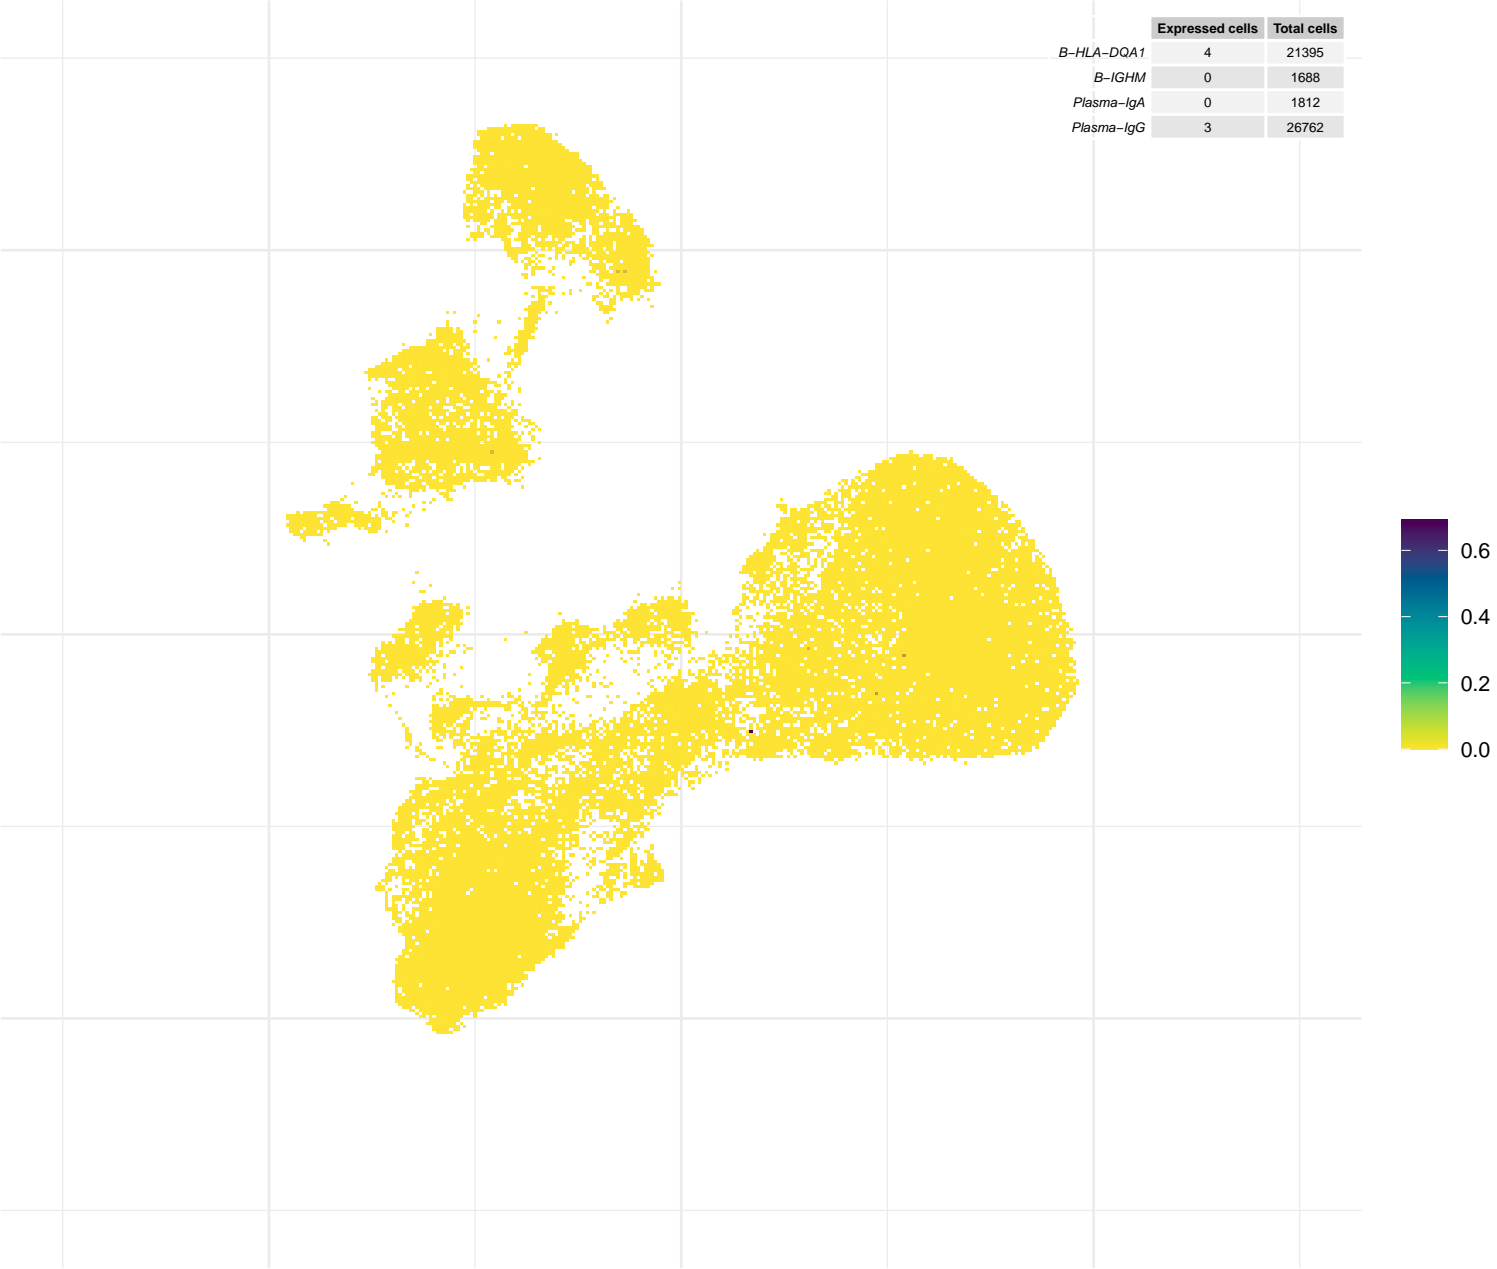 Expressed cells Total cells
B−HLA−DQA1 4 21395
B−IGHM 0 1688
Plasma−IgA 0 1812
Plasma−IgG 3 26762
0.6
0.4
0.2
0.0